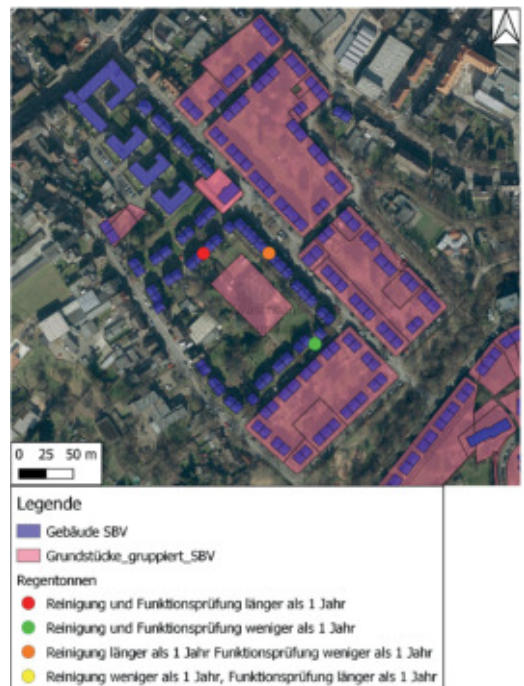 0 25 50 m
Legende
Gebäude SBV
Grundstücke_gruppiert_SBV
Regentonnen
Reinigung und Funktionsprüfung länger als 1 Jahr
Reinigung und Funktionsprüfung weniger als 1 Jahr
Reinigung länger als 1 Jahr Funktionsprüfung weniger als 1 Jahr
Reinigung weniger als 1 Jahr, Funktionsprüfung länger als 1 Jahr